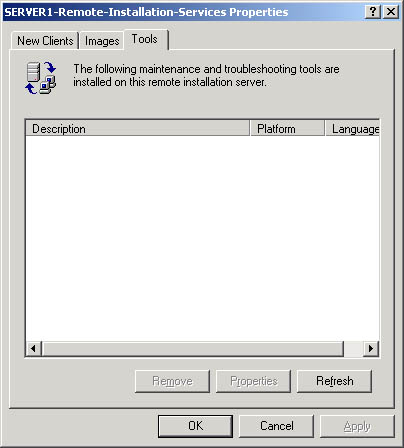 SERVER1-Remote-Installation-Services Properties
New Clients Images Tools
The following maintenance and troubleshooting tools are
installed on this remote installation server.
Description Platform Language
Remove Properties Refresh
OK Cancel Apply